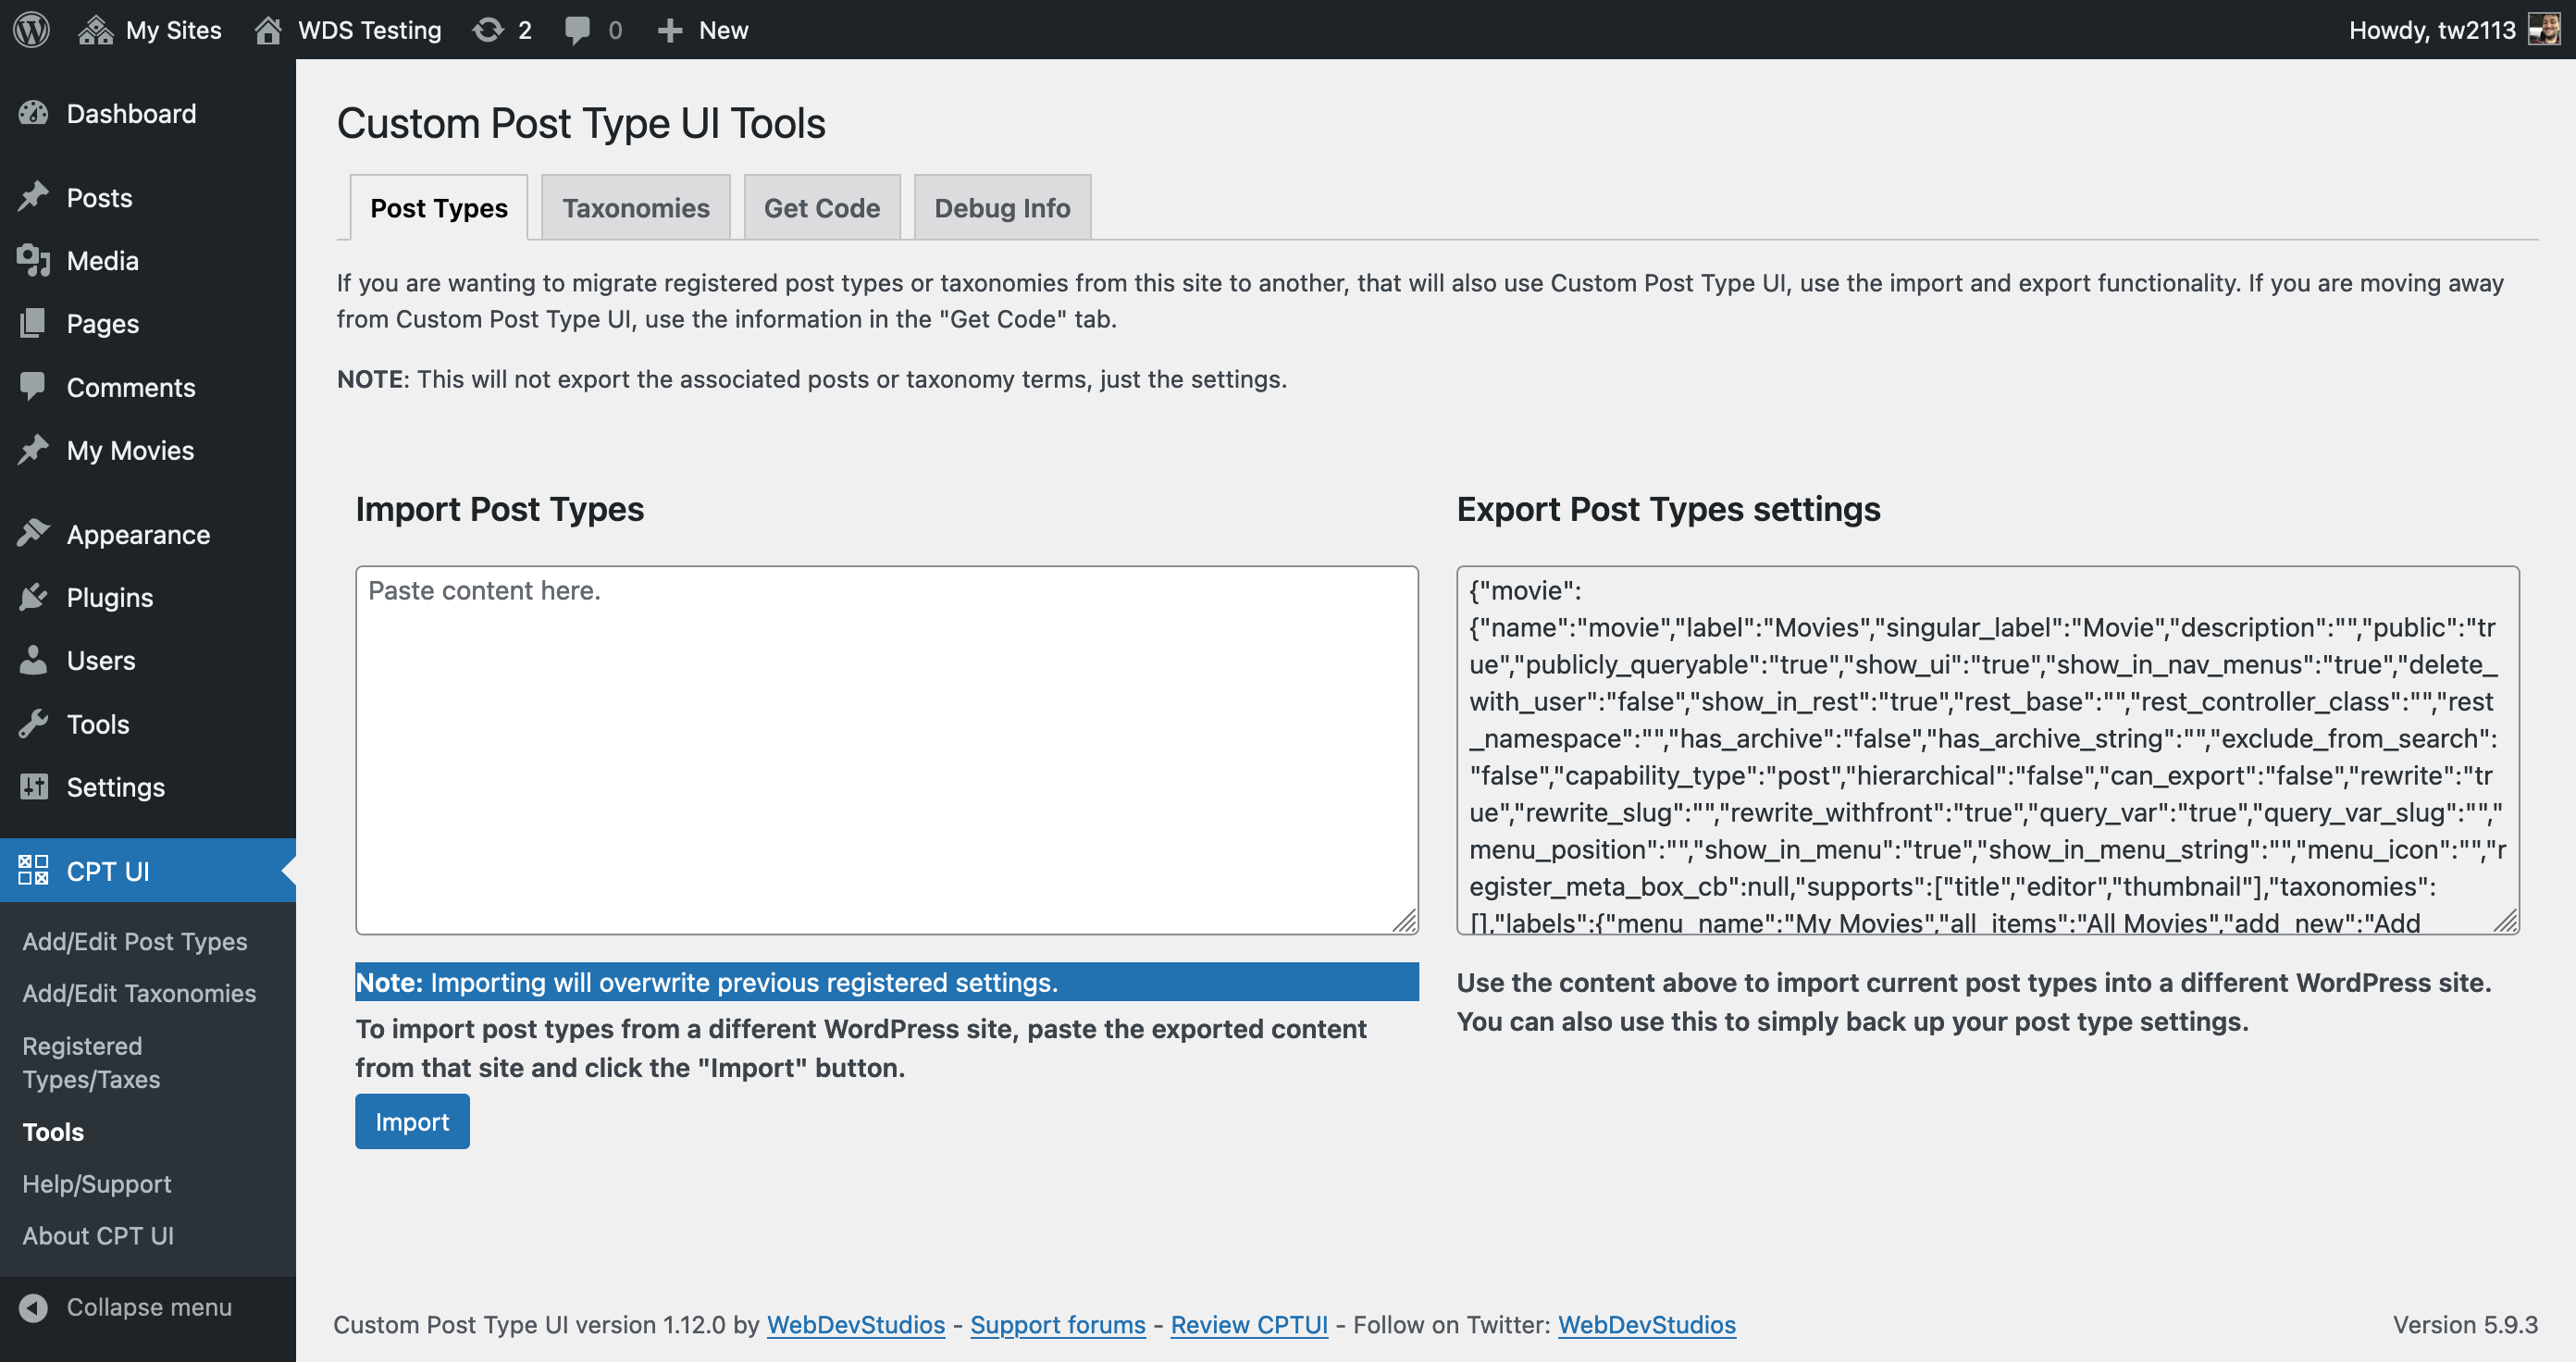 My Sites
WDS Testing
2
0
New
Howdy, tw2113
Dashboard
Posts
Media
Pages
Comments
My Movies
Appearance
Plugins
Users
Tools
Settings
CPT UI
Add/Edit Post Types
Add/Edit Taxonomies
Registered
Types/Taxes
Tools
Help/Support
About CPT UI
Collapse menu
Custom Post Type UI Tools
Post Types
Taxonomies
Get Code
Debug Info
If you are wanting to migrate registered post types or taxonomies from this site to another, that will also use Custom Post Type UI, use the import and export functionality. If you are moving away
from Custom Post Type UI, use the information in the "Get Code" tab.
NOTE: This will not export the associated posts or taxonomy terms, just the settings.
Import Post Types
Paste content here.
Note: Importing will overwrite previous registered settings.
To import post types from a different WordPress site, paste the exported content
from that site and click the "Import" button.
Import
Export Post Types settings
{"movie":
{"name":"movie","label":"Movies","singular_label":"Movie","description":"","public":"tr
ue","publicly_queryable":"true","show_ui":"true","show_in_nav_menus":"true","delete_
with_user":"false","show_in_rest":"true","rest_base":"","rest_controller_class":"","rest
_namespace":"","has_archive":"false","has_archive_string":"","exclude_from_search":
"false","capability_type":"post","hierarchical":"false","can_export":"false","rewrite":"tr
ue","rewrite_slug":"","rewrite_withfront":"true","query_var":"true","query_var_slug":"","
menu_position":"","show_in_menu":"true","show_in_menu_string":"","menu_icon":"","r
egister_meta_box_cb":null,"supports":["title","editor","thumbnail"],"taxonomies":
[],"labels":{"menu_name":"My Movies","all_items":"All Movies","add_new":"Add
Use the content above to import current post types into a different WordPress site.
You can also use this to simply back up your post type settings.
Custom Post Type UI version 1.12.0 by WebDevStudios - Support forums - Review CPTUI - Follow on Twitter: WebDevStudios
Version 5.9.3